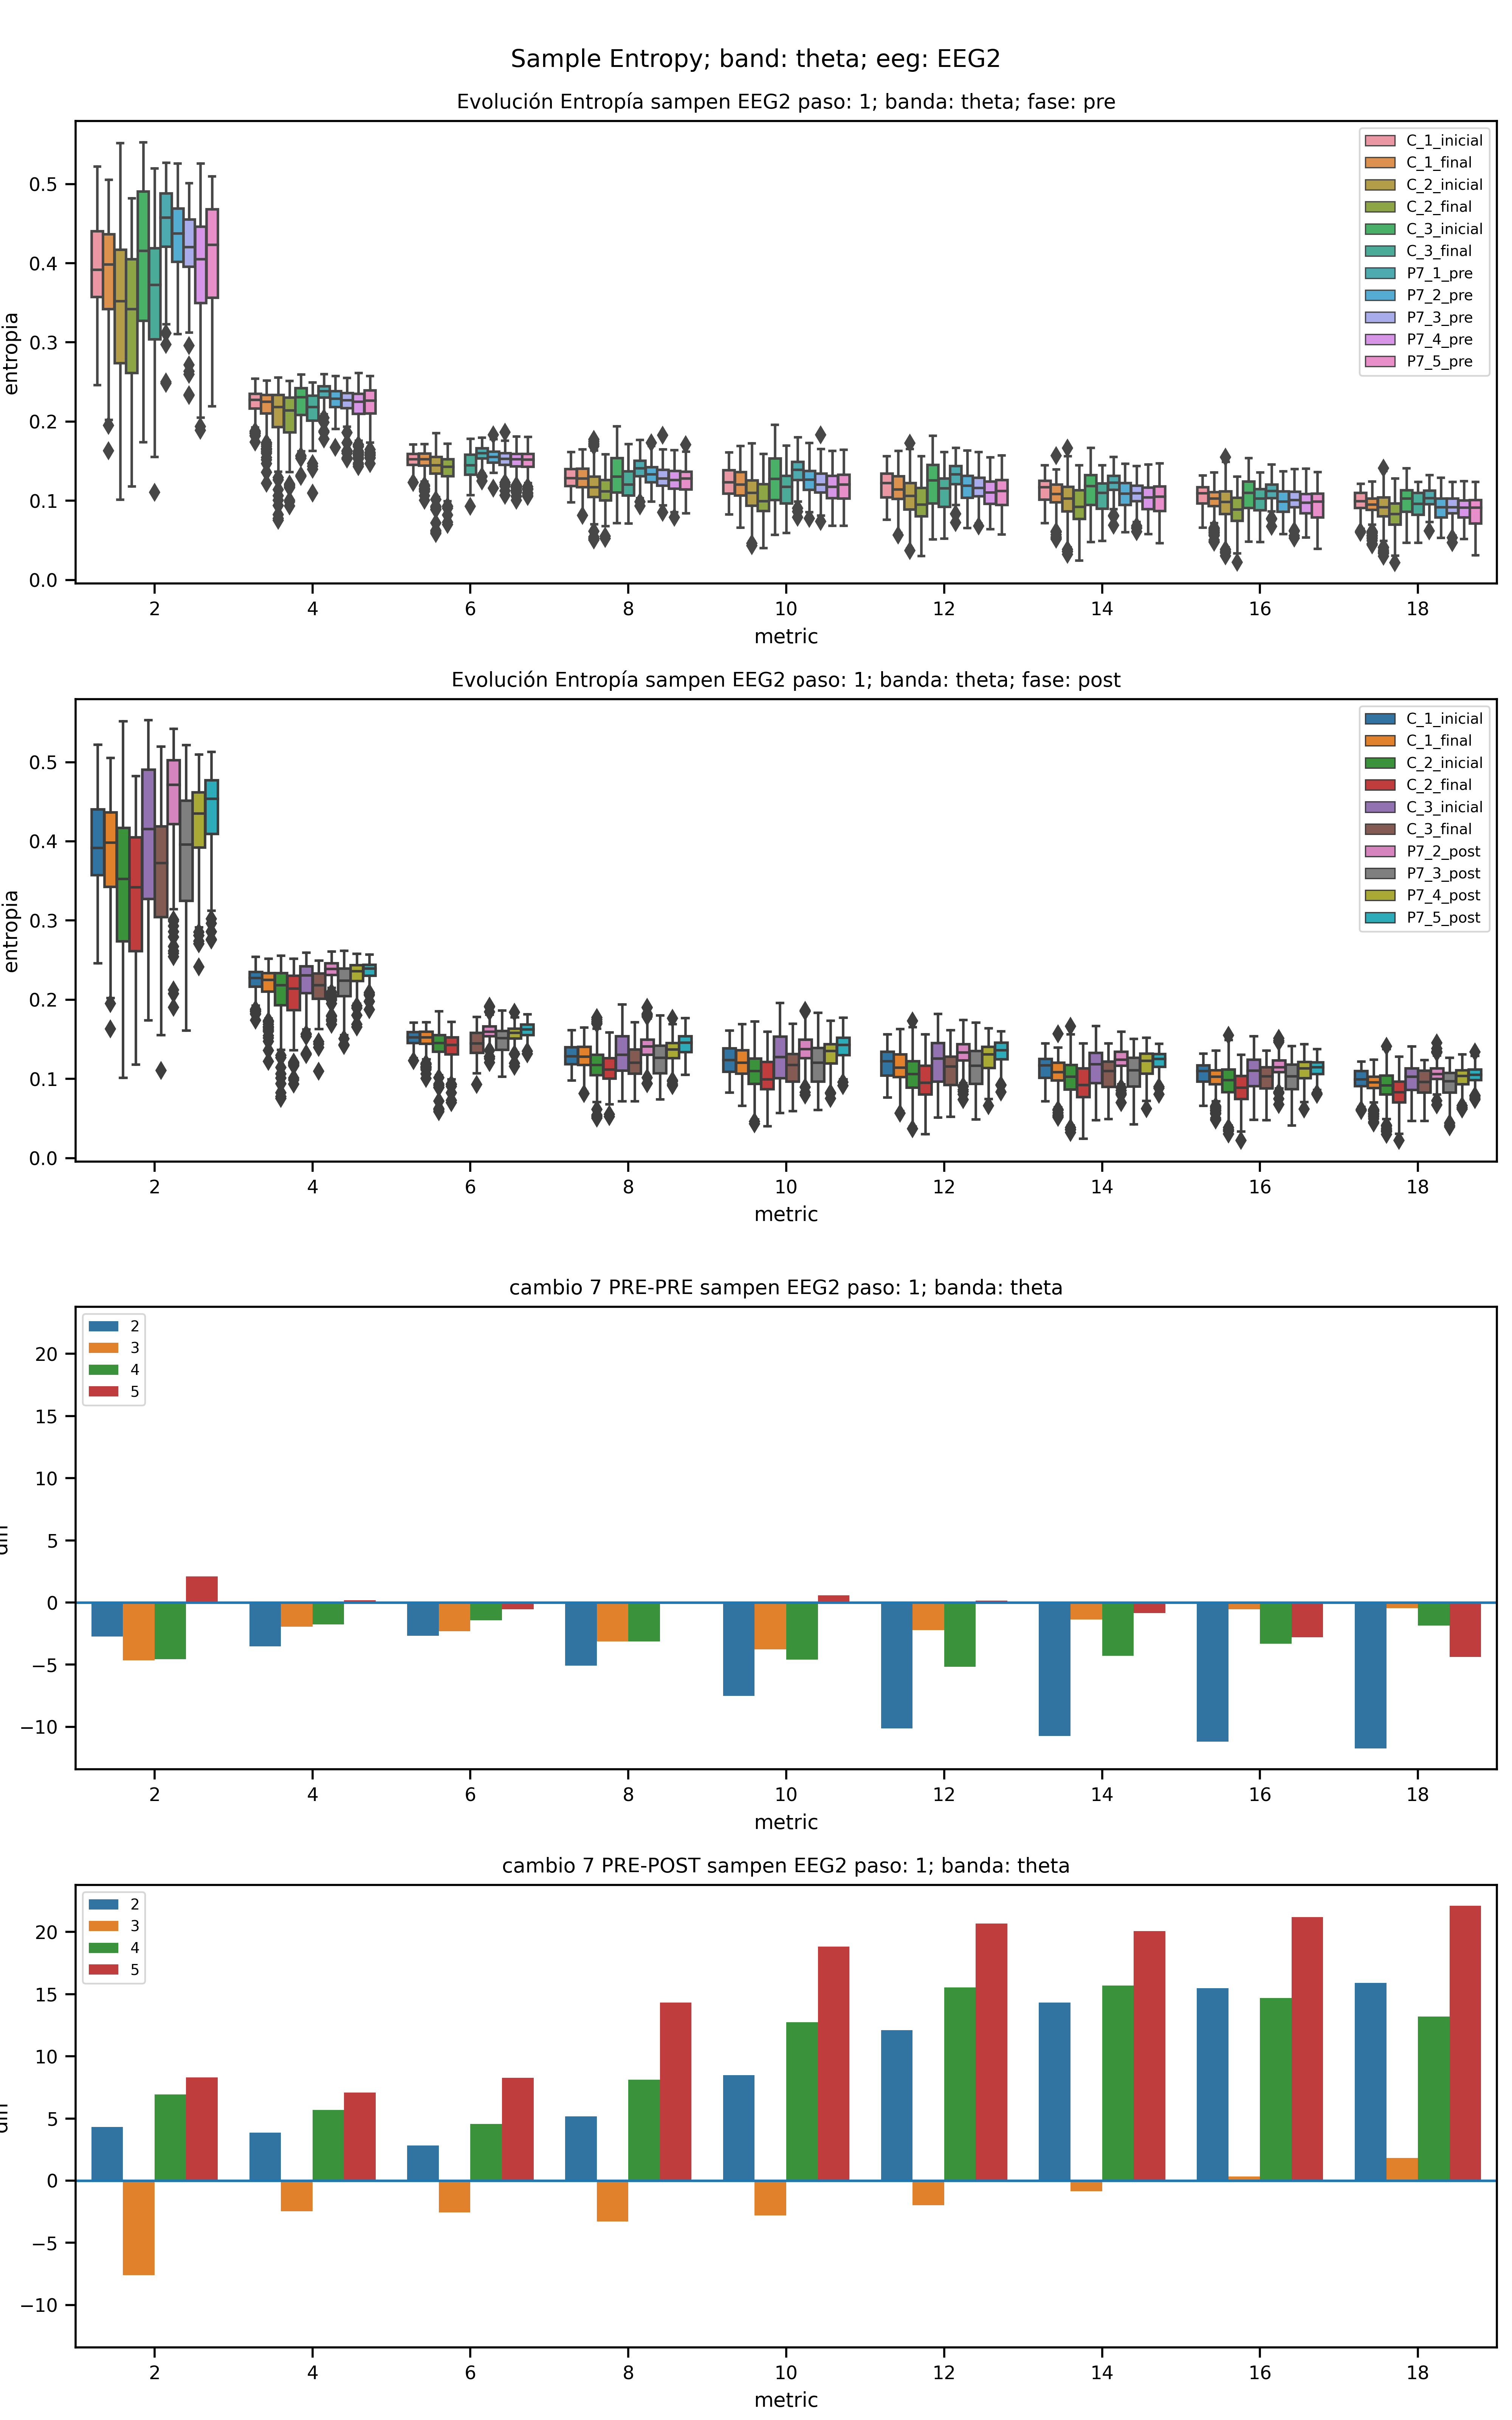 Sample Entropy; band: theta; eeg: EEG2
Evolución Entropía sampen EEG2 paso: 1; banda: theta; fase: pre
entropia
0.5
0.4
0.3
0.2
0.1
0.0
C_1_inicial
C_1_final
C_2_inicial
C_2_final
C_3_inicial
C_3_final
P7_1_pre
P7_2_pre
P7_3_pre
P7_4_pre
P7_5_pre
2 4 6 8 10 12 14 16 18
metric
Evolución Entropía sampen EEG2 paso: 1; banda: theta; fase: post
entropia
0.5
0.4
0.3
0.2
0.1
0.0
C_1_inicial
C_1_final
C_2_inicial
C_2_final
C_3_inicial
C_3_final
P7_2_post
P7_3_post
P7_4_post
P7_5_post
2 4 6 8 10 12 14 16 18
metric
cambio 7 PRE-PRE sampen EEG2 paso: 1; banda: theta
20
15
10
5
0
−5
−10
2
3
4
5
2 4 6 8 10 12 14 16 18
metric
cambio 7 PRE-POST sampen EEG2 paso: 1; banda: theta
20
15
10
5
0
−5
−10
2
3
4
5
2 4 6 8 10 12 14 16 18
metric